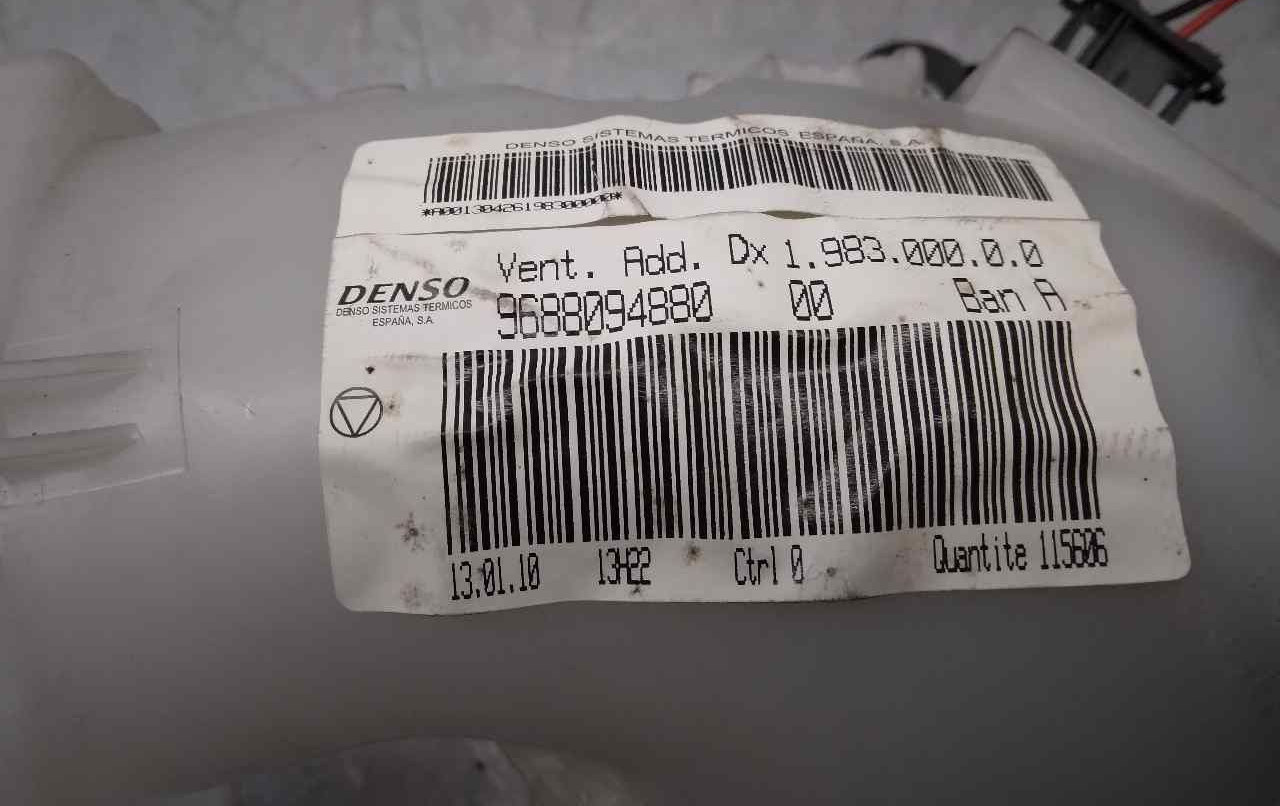 DENSO SISTEMAS TERMICOS ESPAÑA, S.A.
*A00130426198300000*
Vent. Add. Dx 1.983.000.0.0
DENSO
DENSO SISTEMAS TERMICOS
ESPAÑA, S.A.
9688094880 00 Ban A
13.01.10 13H22 Ctrl 0 Quantite 115606